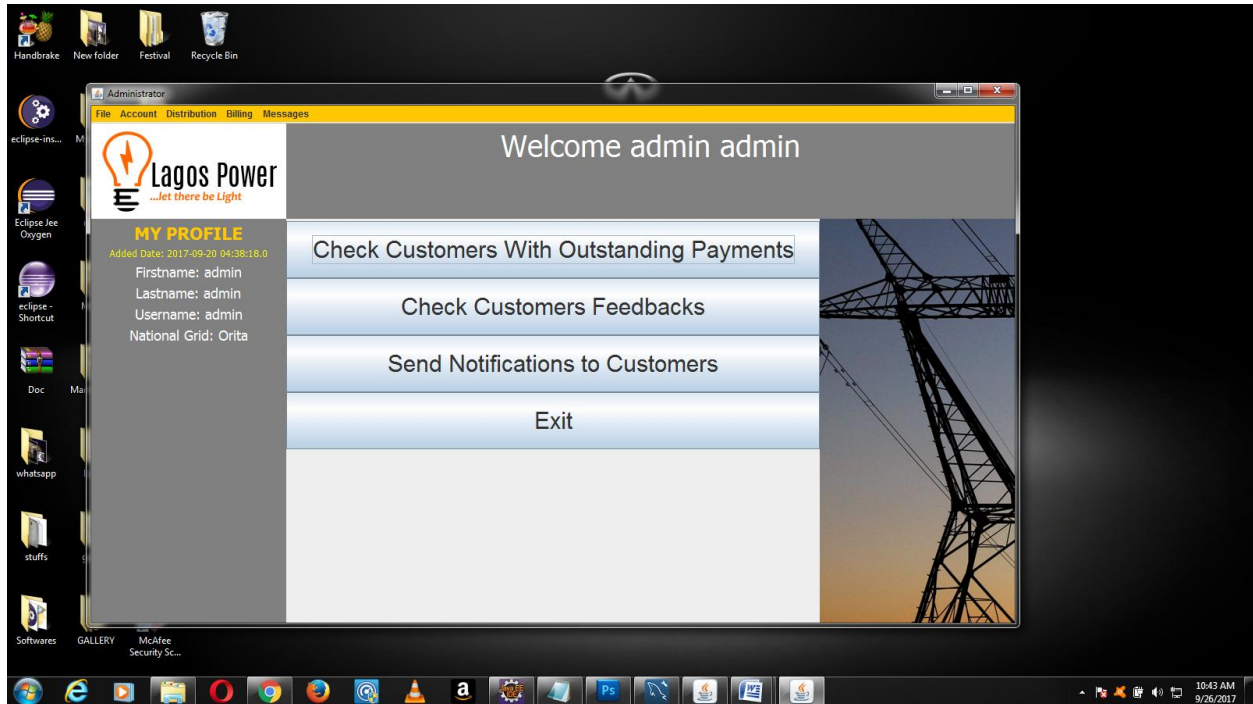 Handbrake
New folder
Festival
Recycle Bin
eclipse-ins...
Eclipse Jee
Oxygen
eclipse -
Shortcut
Doc
whatsapp
stuffs
Softwares
GALLERY
McAfee
Security Sc...
Administrator
File Account Distribution Billing Messages
Lagos Power
...let there be Light
Welcome admin admin
MY PROFILE
Added Date: 2017-09-20 04:38:18.0
Firstname: admin
Lastname: admin
Username: admin
National Grid: Orita
Check Customers With Outstanding Payments
Check Customers Feedbacks
Send Notifications to Customers
Exit
Ps
10:43 AM
9/26/2017